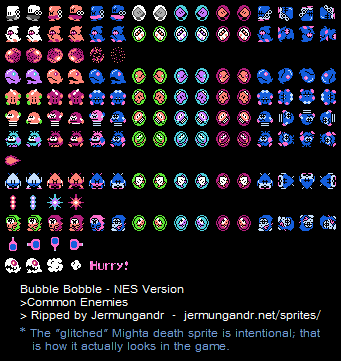 Hurry!
Bubble Bobble - NES Version
>Common Enemies
> Ripped by Jermungandr - jermungandr.net/sprites/
* The "glitched" Mighta death sprite is intentional; that
is how it actually looks in the game.